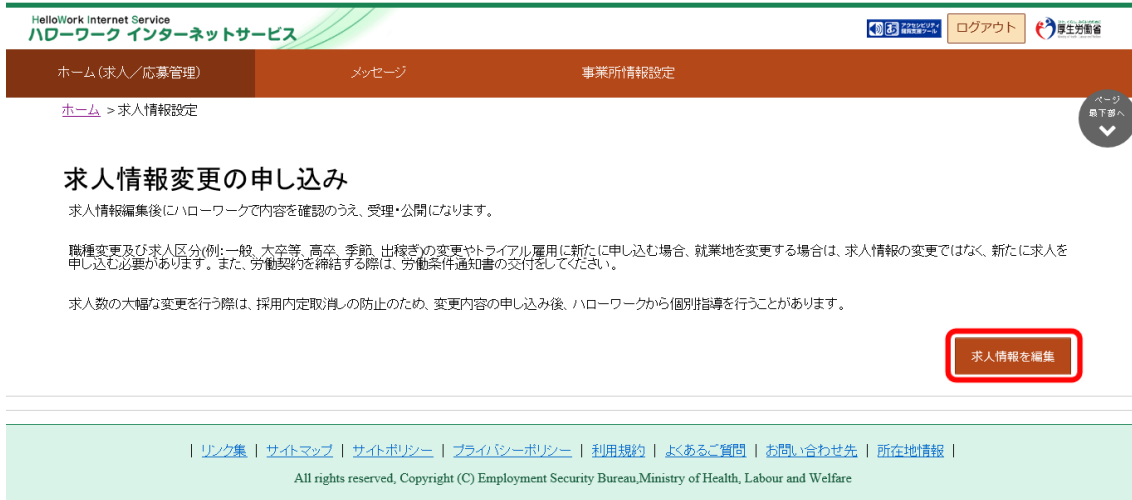 HelloWork Internet Service
ハローワーク インターネットサービス
ログアウト
厚生労働省
ホーム(求人／応募管理) メッセージ 事業所情報設定
ホーム >求人情報設定
ページ
最下部へ
求人情報変更の申し込み
求人情報編集後にハローワークで内容を確認のうえ、受理・公開になります。
職種変更及び求人区分(例:一般、大卒等、高卒、季節、出稼ぎ)の変更やトライアル雇用に新たに申し込む場合、就業地を変更する場合は、求人情報の変更ではなく、新たに求人を
申し込む必要があります。また、労働契約を締結する際は、労働条件通知書の交付をしてください。
求人数の大幅な変更を行う際は、採用内定取消しの防止のため、変更内容の申し込み後、ハローワークから個別指導を行うことがあります。
求人情報を編集
| リンク集 | サイトマップ | サイトポリシー | プライバシーポリシー | 利用規約 | よくあるご質問 | お問い合わせ先 | 所在地情報 |
All rights reserved, Copyright (C) Employment Security Bureau,Ministry of Health, Labour and Welfare